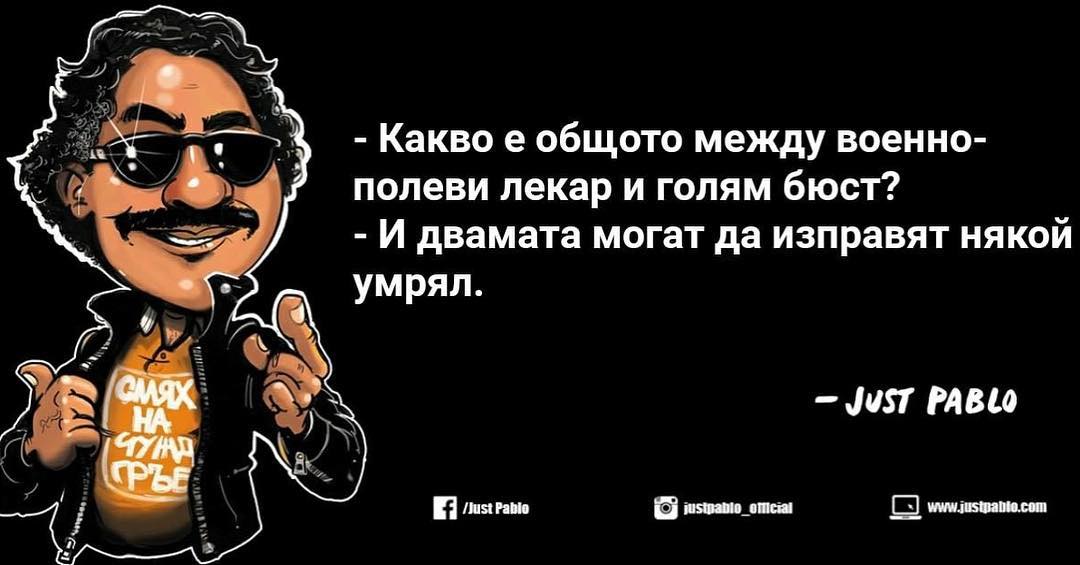 - Какво е общото между военно-
полеви лекар и голям бюст?
- И двамата могат да изправят някой
умрял.
– JUST PABLO
СМЯХ
НА
ЧУЖД
ГРЪБ
/Just Pablo
justpablo_official
www.justpablo.com